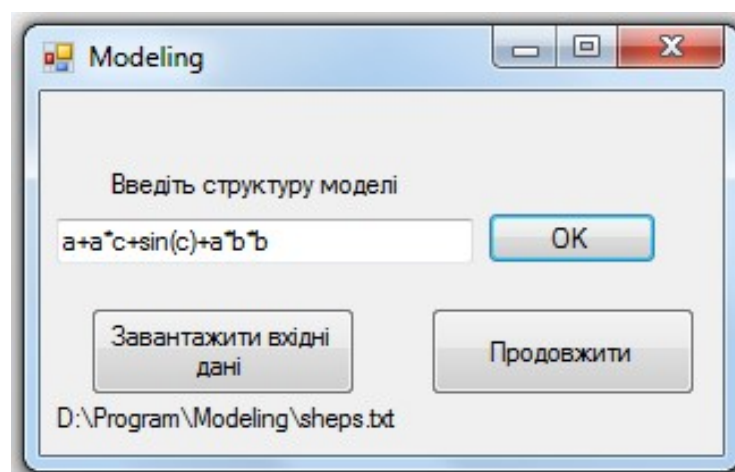 Modeling
Введіть структуру моделі
a+a*c+sin(c)+a*b*b
OK
Завантажити вхідні
дані
Продовжити
D:\Program\Modeling\sheps.txt